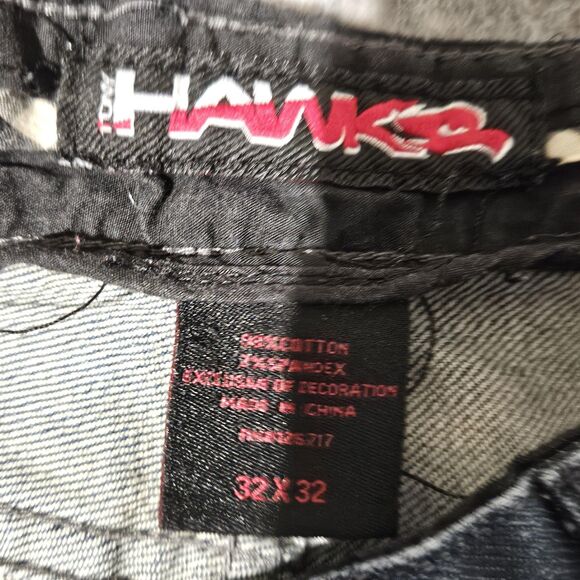 TONY
HAWK
98% COTTON
2% SPANDEX
EXCLUSIVE OF DECORATION
MADE IN CHINA
32 X 32